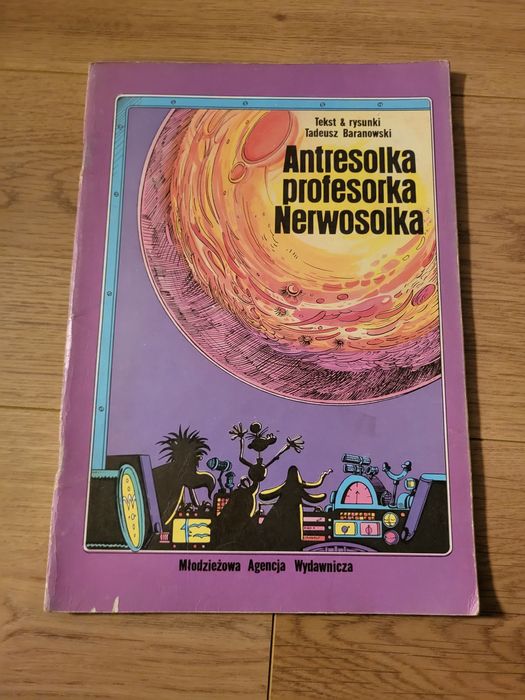 Tekst & rysunki
Tadeusz Baranowski
Antresolka
profesorka
Nerwosolka
Młodzieżowa Agencja Wydawnicza